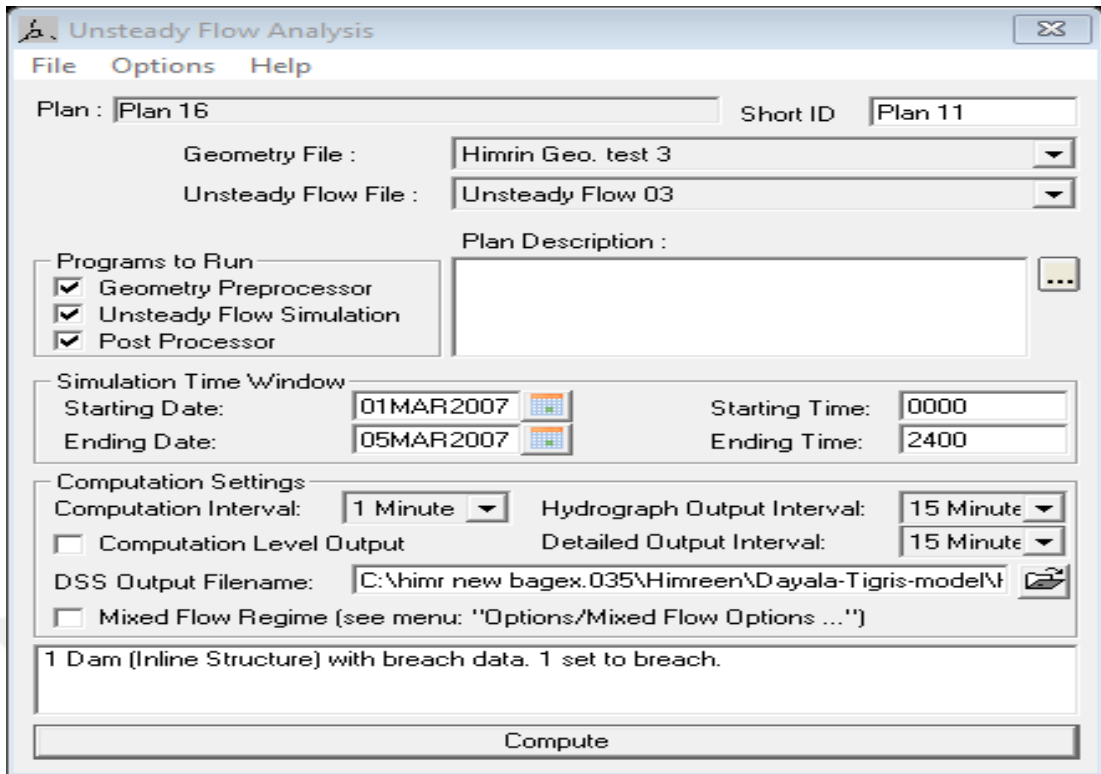 Unsteady Flow Analysis
File Options Help
Plan : Plan 16 Short ID Plan 11
Geometry File : Himrin Geo. test 3
Unsteady Flow File : Unsteady Flow 03
Plan Description :
Programs to Run
Geometry Preprocessor
Unsteady Flow Simulation
Post Processor
...
Simulation Time Window
Starting Date: 01MAR2007 Starting Time: 0000
Ending Date: 05MAR2007 Ending Time: 2400
Computation Settings
Computation Interval: 1 Minute Hydrograph Output Interval: 15 Minute
Computation Level Output Detailed Output Interval: 15 Minute
DSS Output Filename: C:\himr new bagex.035\Himreen\Dayala-Tigris-model\
Mixed Flow Regime (see menu: "Options/Mixed Flow Options ...")
1 Dam (Inline Structure) with breach data. 1 set to breach.
Compute